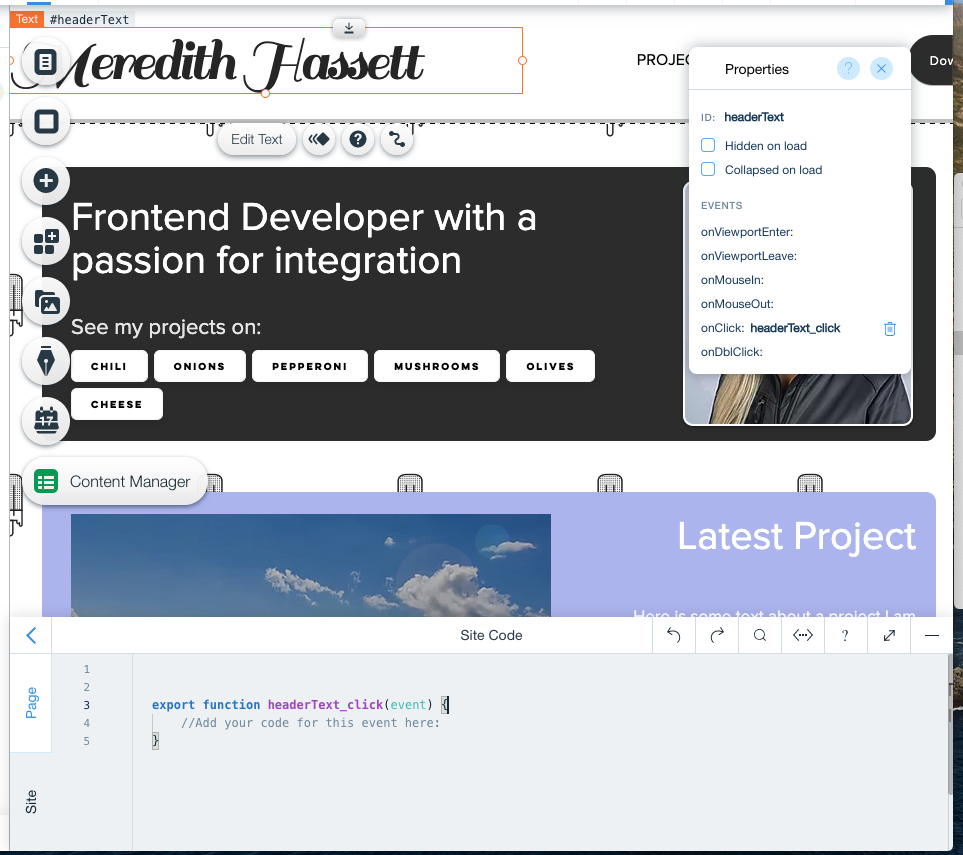 Text #headerText
Meredith Hassett
PROJEC
Dow
Edit Text
Properties
?
ID: headerText
Hidden on load
Collapsed on load
EVENTS
onViewportEnter:
onViewportLeave:
onMouseIn:
onMouseOut:
onClick: headerText_click
onDblClick:
Frontend Developer with a
passion for integration
See my projects on:
CHILI ONIONS PEPPERONI MUSHROOMS OLIVES
CHEESE
17
Content Manager
Latest Project
Here is some text about a project I am
Site Code
?
Page
Site
1
2
3 export function headerText_click(event) {
4 //Add your code for this event here:
5 }